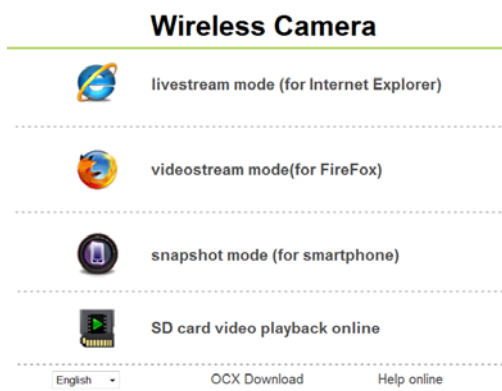 Wireless Camera
livestream mode (for Internet Explorer)
videostream mode(for FireFox)
snapshot mode (for smartphone)
SD card video playback online
English OCX Download Help online